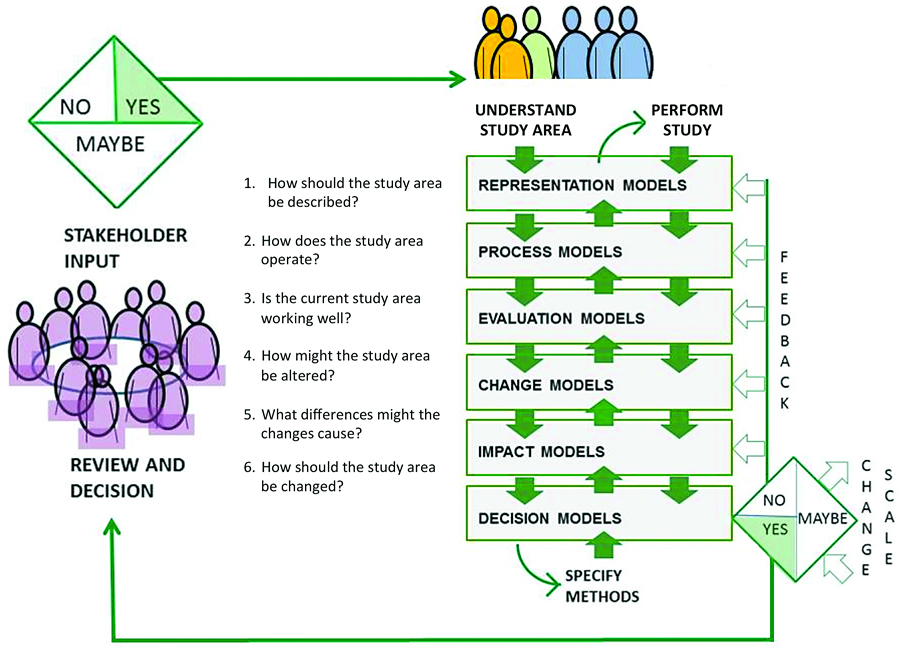 NO
YES
MAYBE
STAKEHOLDER
INPUT
REVIEW AND
DECISION
1. How should the study area
be described?
2. How does the study area
operate?
3. Is the current study area
working well?
4. How might the study area
be altered?
5. What differences might the
changes cause?
6. How should the study area
be changed?
UNDERSTAND
STUDY AREA
PERFORM
STUDY
REPRESENTATION MODELS
PROCESS MODELS
EVALUATION MODELS
CHANGE MODELS
IMPACT MODELS
DECISION MODELS
SPECIFY
METHODS
FEEDBACK
NO
YES
MAYBE
CHANGE
SCALE